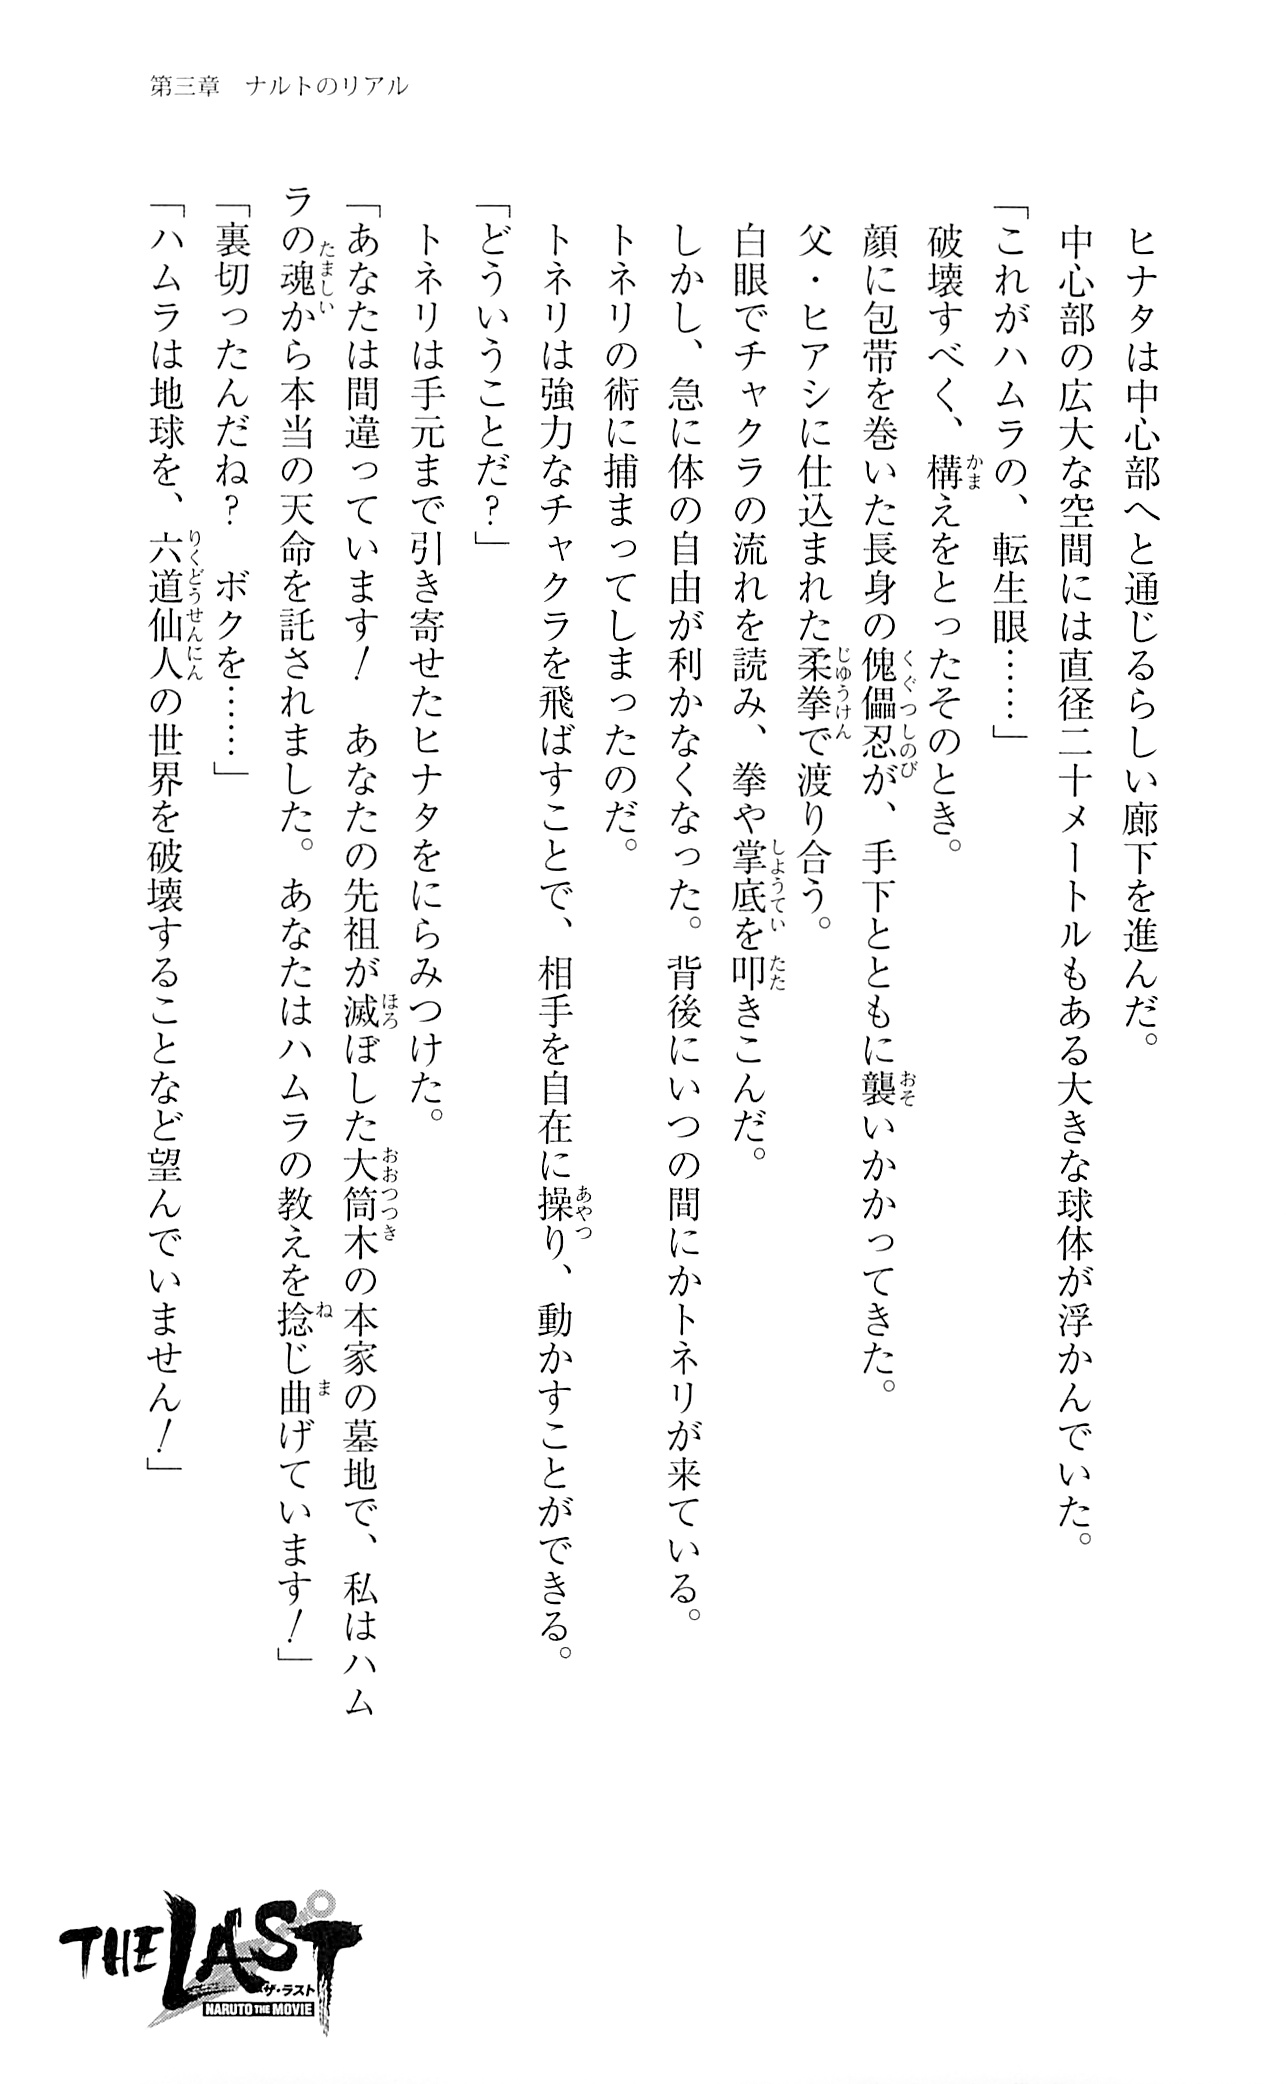 第三章　ナルトのリアル
ヒナタは中心部へと通じるらしい廊下を進んだ。
中心部の広大な空間には直径二十メートルもある大きな球体が浮かんでいた。
「これがハムラの、転生眼……」
破壊すべく、構えをとったそのとき。
顔に包帯を巻いた長身の傀儡忍が、手下とともに襲いかかってきた。
父・ヒアシに仕込まれた柔拳で渡り合う。
白眼でチャクラの流れを読み、拳や掌底を叩きこんだ。
しかし、急に体の自由が利かなくなった。背後にいつの間にかトネリが来ている。
トネリの術に捕まってしまったのだ。
トネリは強力なチャクラを飛ばすことで、相手を自在に操り、動かすことができる。
「どういうことだ？」
トネリは手元まで引き寄せたヒナタをにらみつけた。
「あなたは間違っています！　あなたの先祖が滅ぼした大筒木の本家の墓地で、私はハム
ラの魂から本当の天命を託されました。あなたはハムラの教えを捻じ曲げています！」
「裏切ったんだね？　ボクを……」
「ハムラは地球を、六道仙人の世界を破壊することなど望んでいません！」
THE LAST
ザ・ラスト
NARUTO THE MOVIE